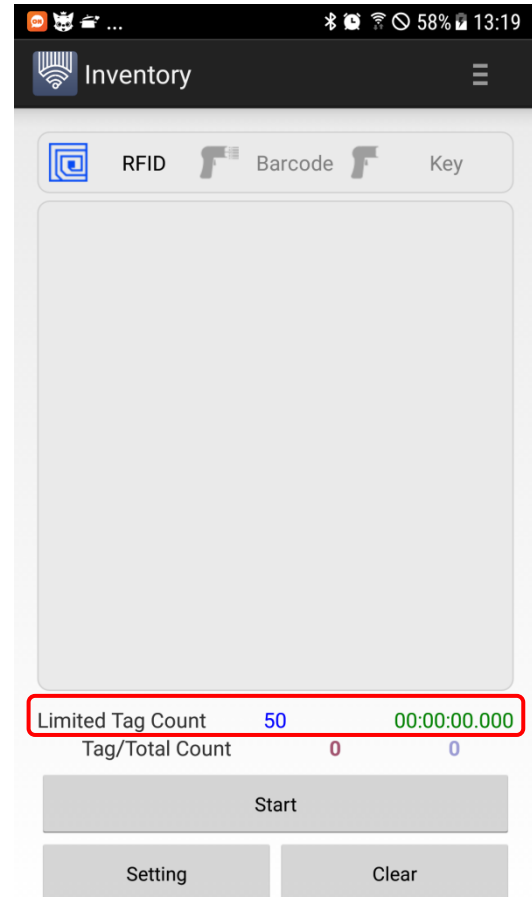 ... 58% 13:19
Inventory
RFID Barcode Key
Limited Tag Count 50 00:00:00.000
Tag/Total Count 0 0
Start
Setting Clear